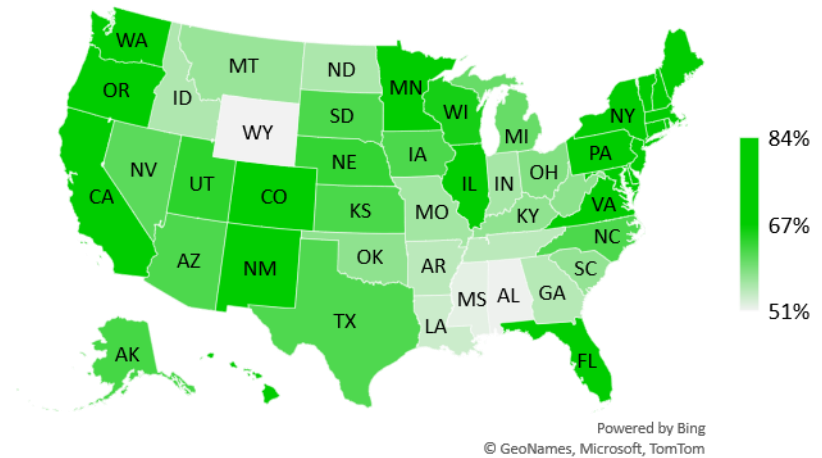 WA
MT
ND
MN
OR
ID
SD
WI
NY
WY
MI
IA
PA
NE
NV
UT
CO
IL
IN
OH
CA
KS
MO
KY
VA
NC
AZ
NM
OK
AR
SC
TX
MS
AL
GA
LA
AK
FL
84%
67%
51%
Powered by Bing
© GeoNames, Microsoft, TomTom